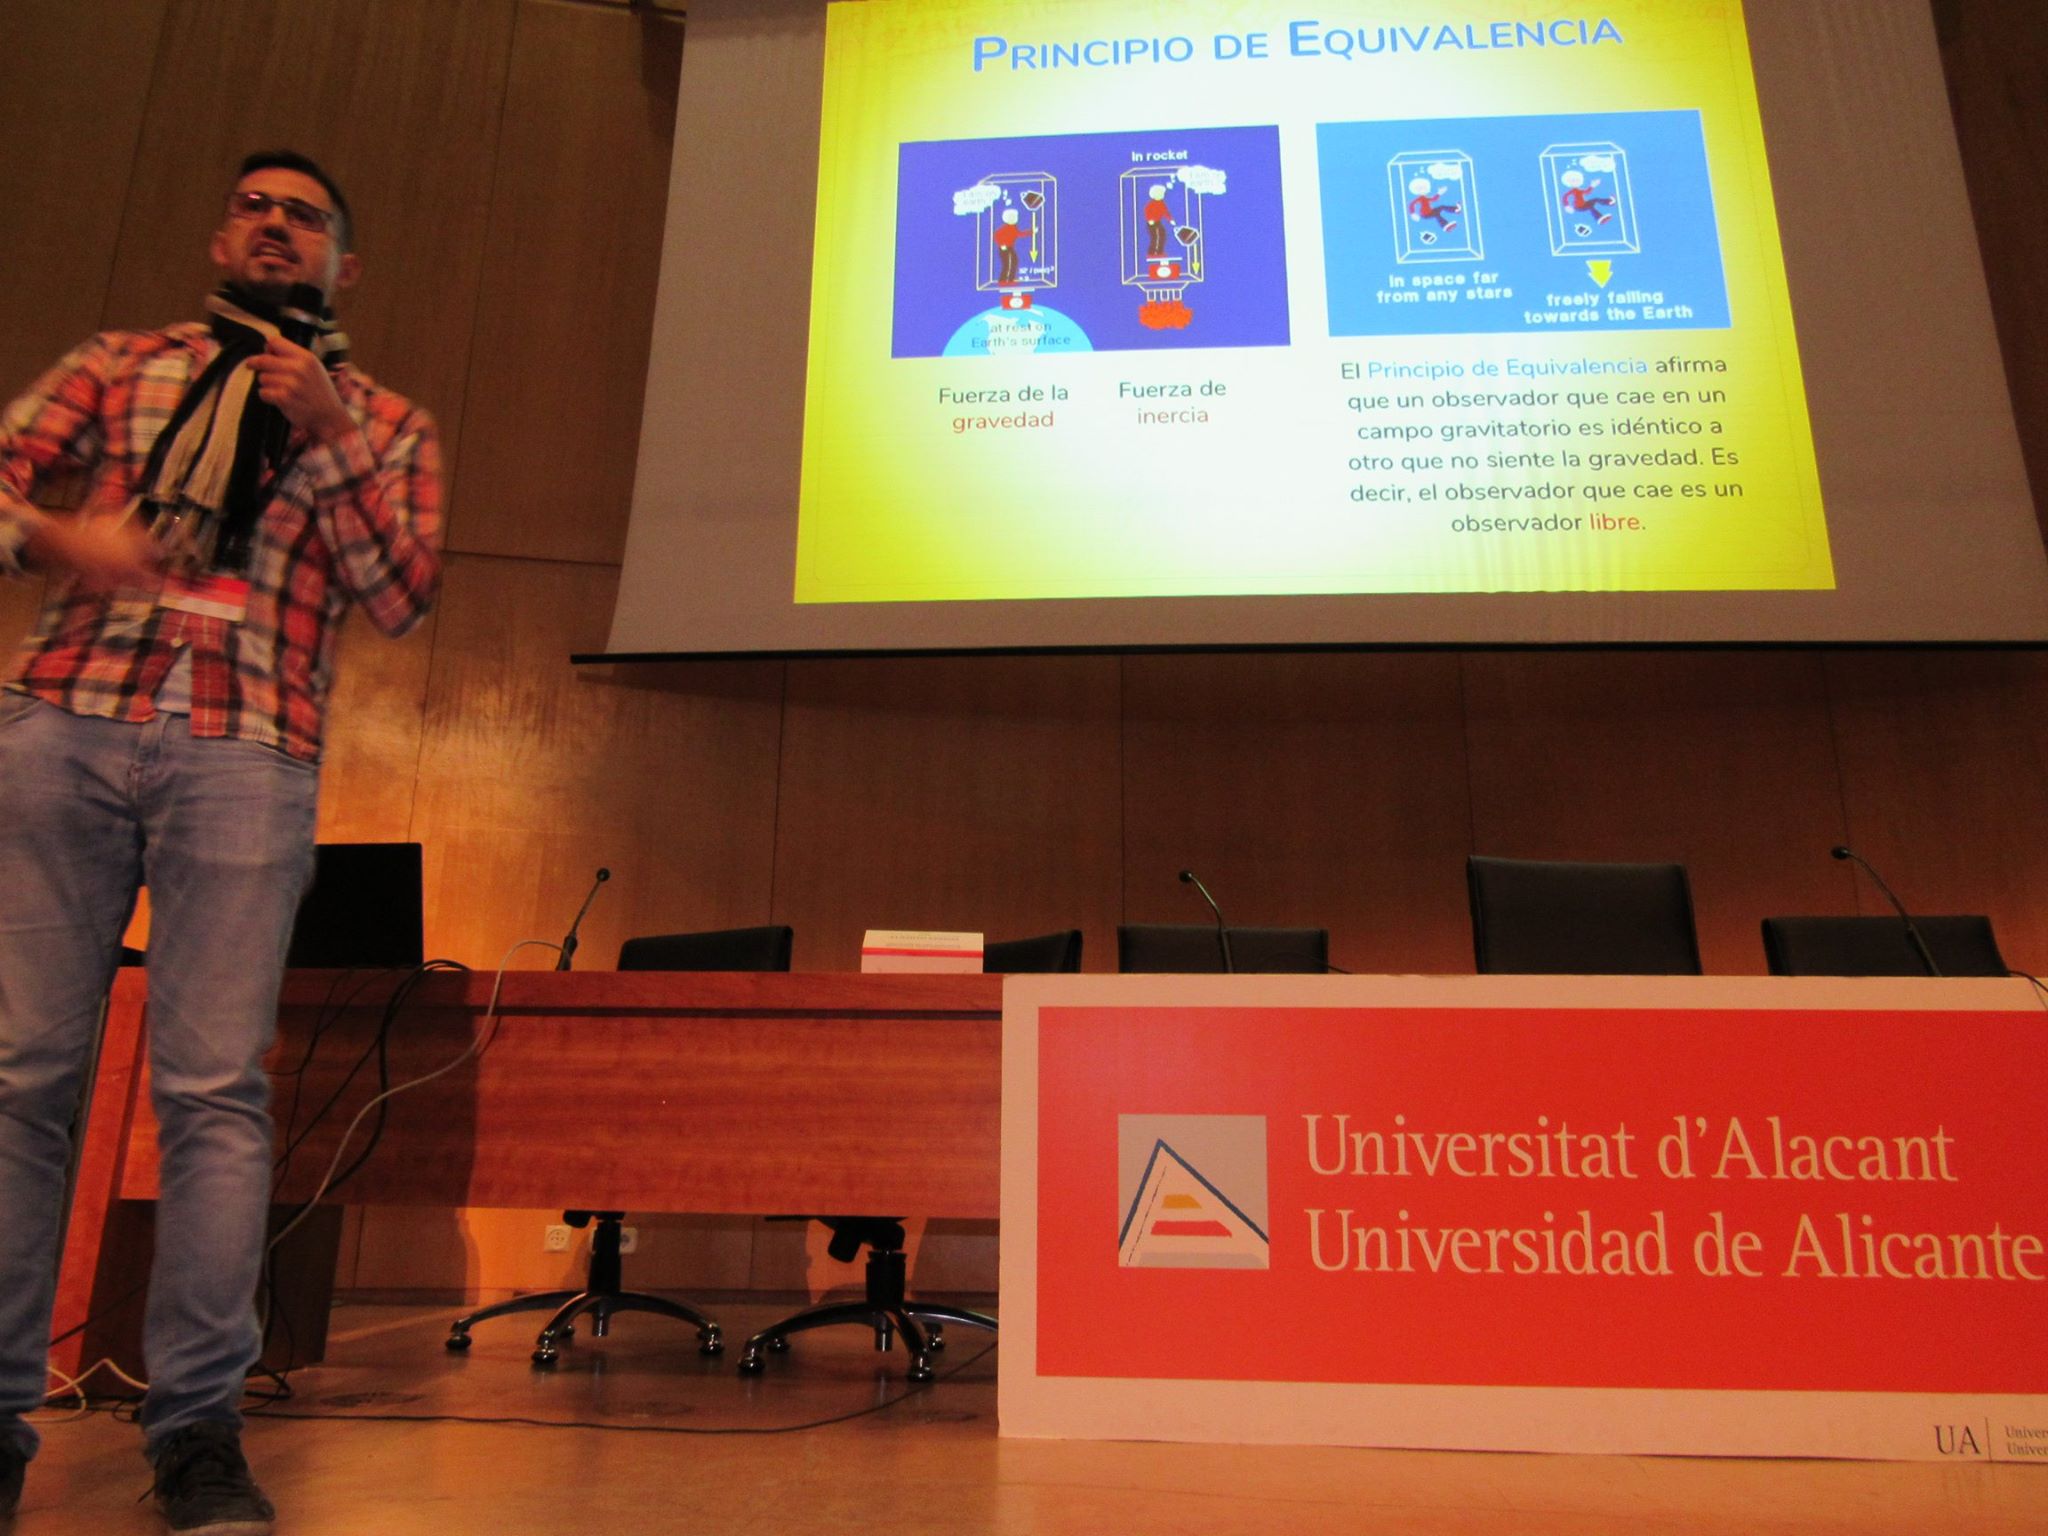 PRINCIPIO DE EQUIVALENCIA
In rocket
at rest on
Earth's surface
Fuerza de la
gravedad
Fuerza de
inercia
In space far
from any stars
freely falling
towards the Earth
El Principio de Equivalencia afirma
que un observador que cae en un
campo gravitatorio es idéntico a
otro que no siente la gravedad. Es
decir, el observador que cae es un
observador libre.
Universitat d'Alacant
Universidad de Alicante
UA
Univer
Univer